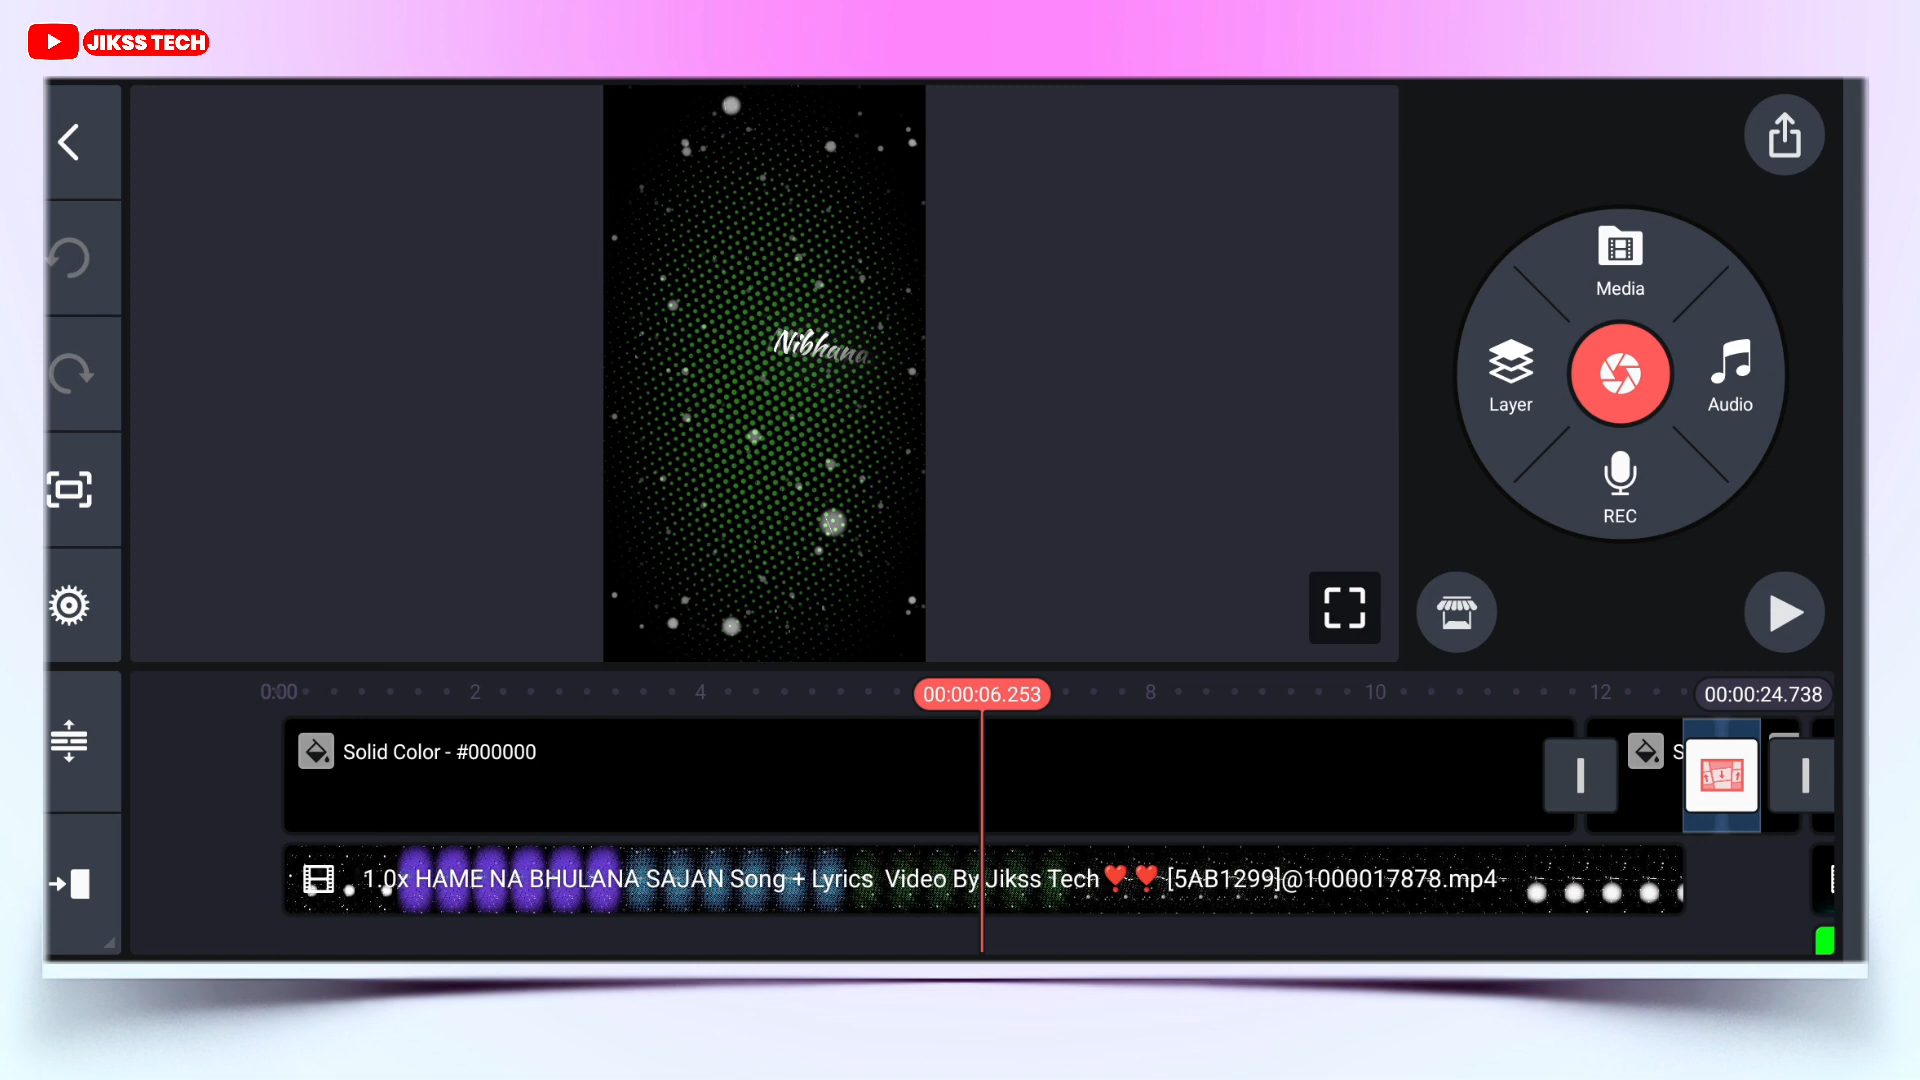 JIKSS TECH
Nibhana
Media
Layer
Audio
REC
0:00 2 4 00:00:06.253 8 10 12 00:00:24.738
Solid Color - #000000
S
1.0x HAME NA BHULANA SAJAN Song + Lyrics Video By Jikss Tech❣️❣️[5AB1299]@1000017878.mp4